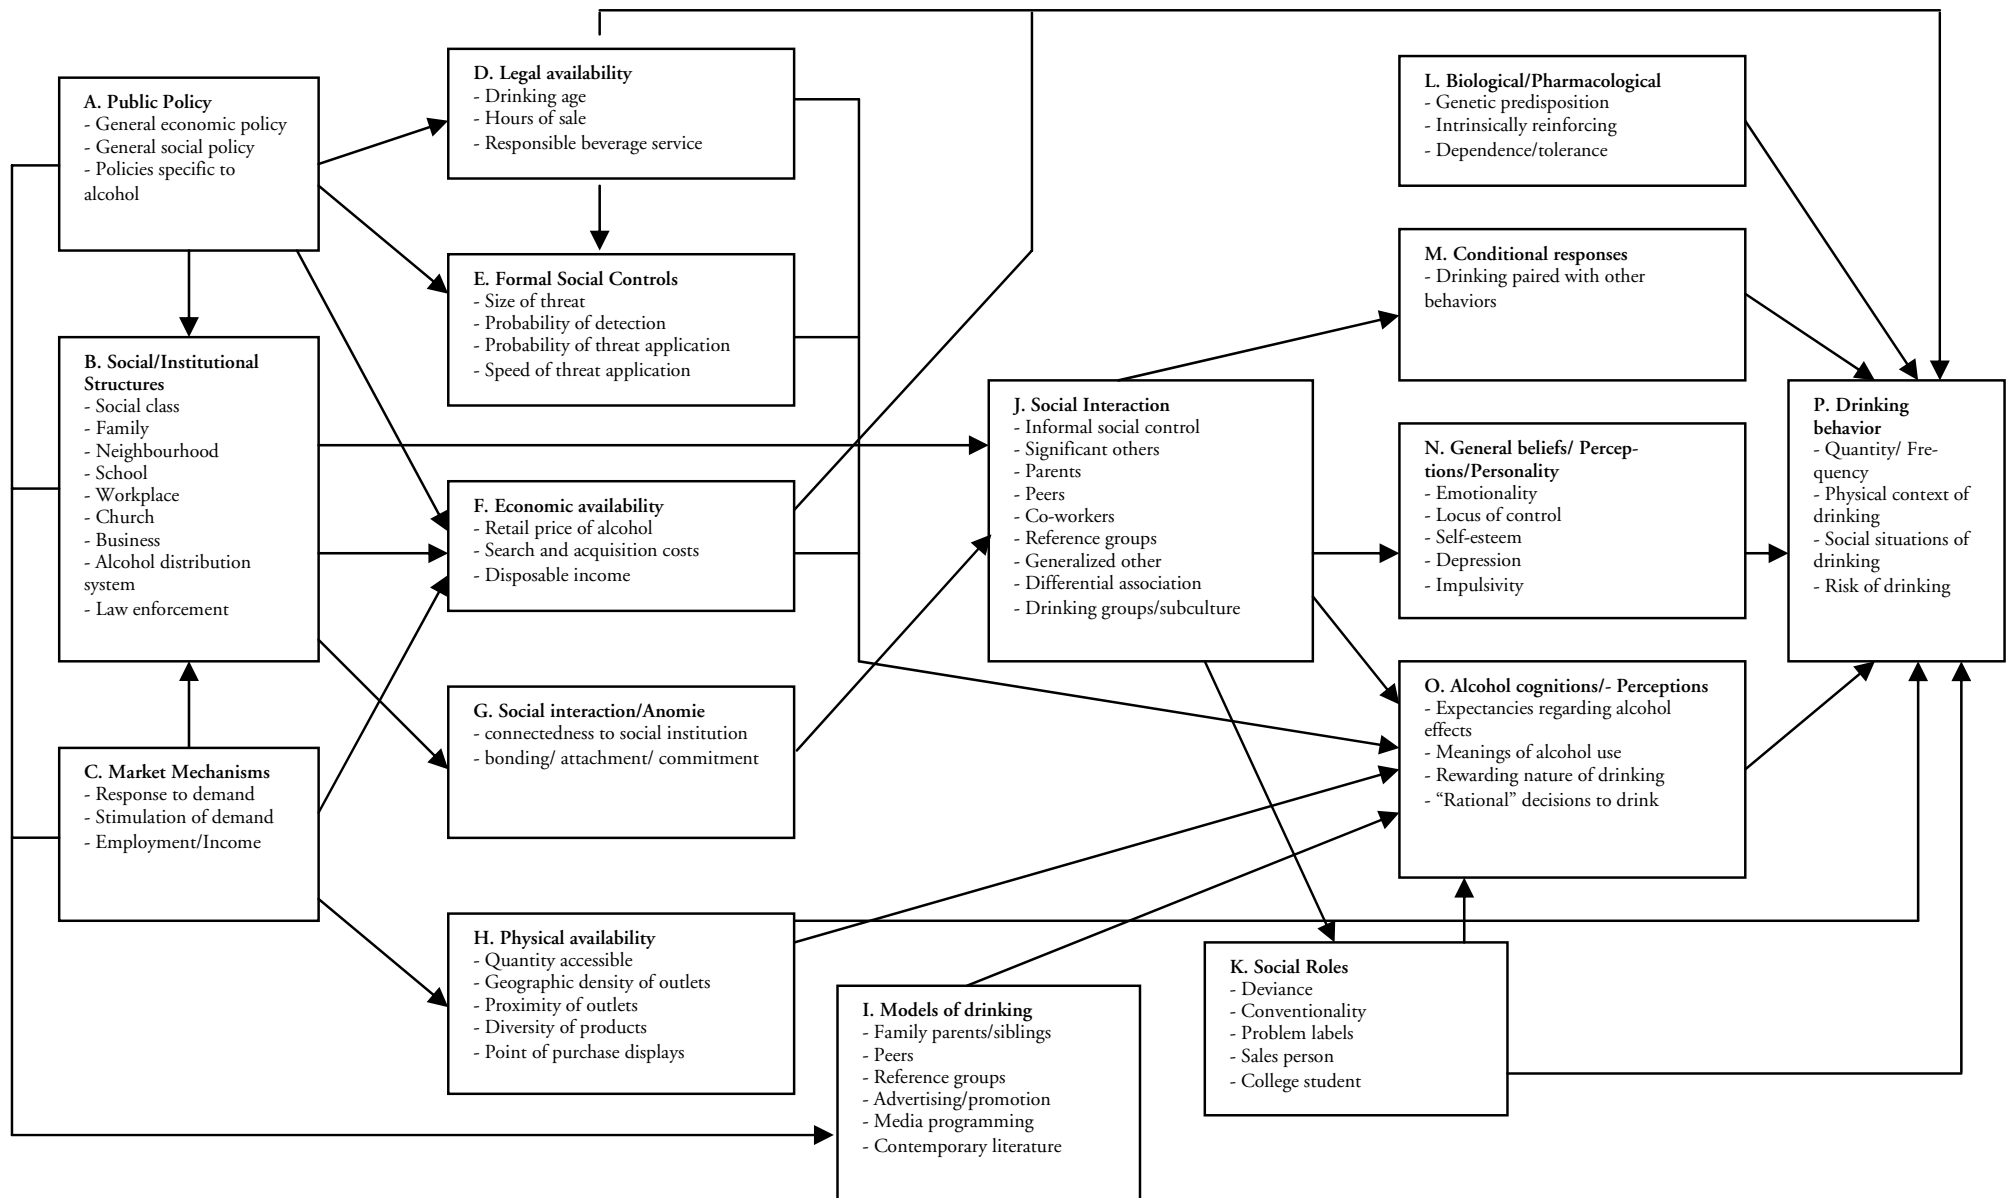 A. Public Policy
- General economic policy
- General social policy
- Policies specific to
alcohol
B. Social/Institutional
Structures
- Social class
- Family
- Neighbourhood
- School
- Workplace
- Church
- Business
- Alcohol distribution
system
- Law enforcement
C. Market Mechanisms
- Response to demand
- Stimulation of demand
- Employment/Income
D. Legal availability
- Drinking age
- Hours of sale
- Responsible beverage service
E. Formal Social Controls
- Size of threat
- Probability of detection
- Probability of threat application
- Speed of threat application
F. Economic availability
- Retail price of alcohol
- Search and acquisition costs
- Disposable income
G. Social interaction/Anomie
- connectedness to social institution
- bonding/ attachment/ commitment
H. Physical availability
- Quantity accessible
- Geographic density of outlets
- Proximity of outlets
- Diversity of products
- Point of purchase displays
I. Models of drinking
- Family parents/siblings
- Peers
- Reference groups
- Advertising/promotion
- Media programming
- Contemporary literature
J. Social Interaction
- Informal social control
- Significant others
- Parents
- Peers
- Co-workers
- Reference groups
- Generalized other
- Differential association
- Drinking groups/subculture
K. Social Roles
- Deviance
- Conventionality
- Problem labels
- Sales person
- College student
L. Biological/Pharmacological
- Genetic predisposition
- Intrinsically reinforcing
- Dependence/tolerance
M. Conditional responses
- Drinking paired with other
behaviors
N. General beliefs/ Percep-
tions/Personality
- Emotionality
- Locus of control
- Self-esteem
- Depression
- Impulsivity
O. Alcohol cognitions/- Perceptions
- Expectancies regarding alcohol
effects
- Meanings of alcohol use
- Rewarding nature of drinking
- “Rational” decisions to drink
P. Drinking
behavior
- Quantity/ Fre-
quency
- Physical context of
drinking
- Social situations of
drinking
- Risk of drinking